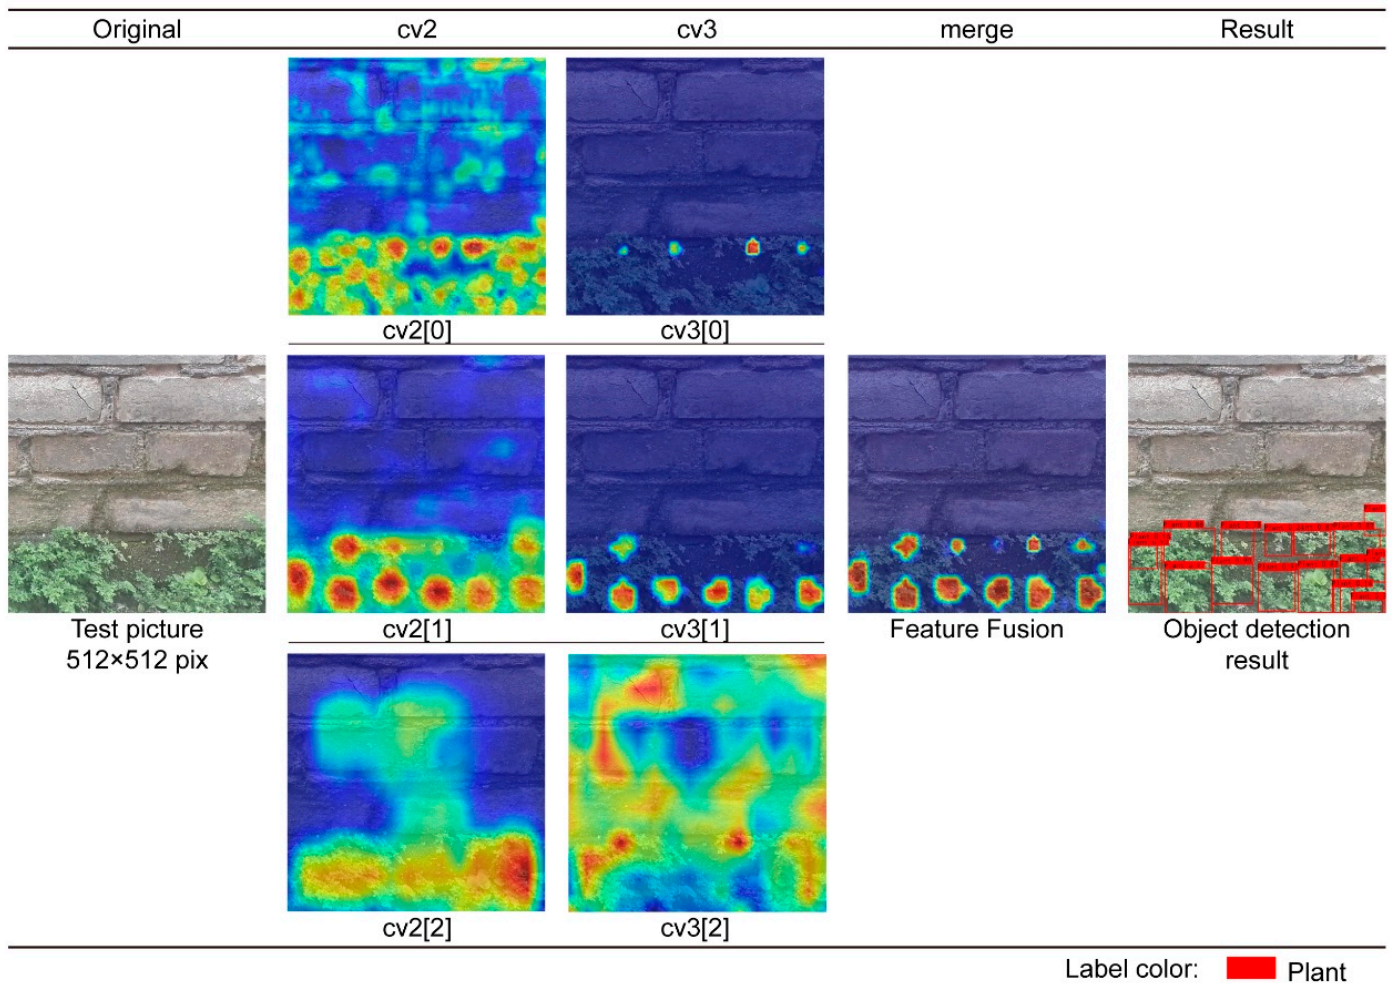 Original cv2 cv3 merge Result
cv2[0] cv3[0]
cv2[1] cv3[1] Feature Fusion Object detection
Test picture
512×512 pix
result
cv2[2] cv3[2]
Label color: Plant